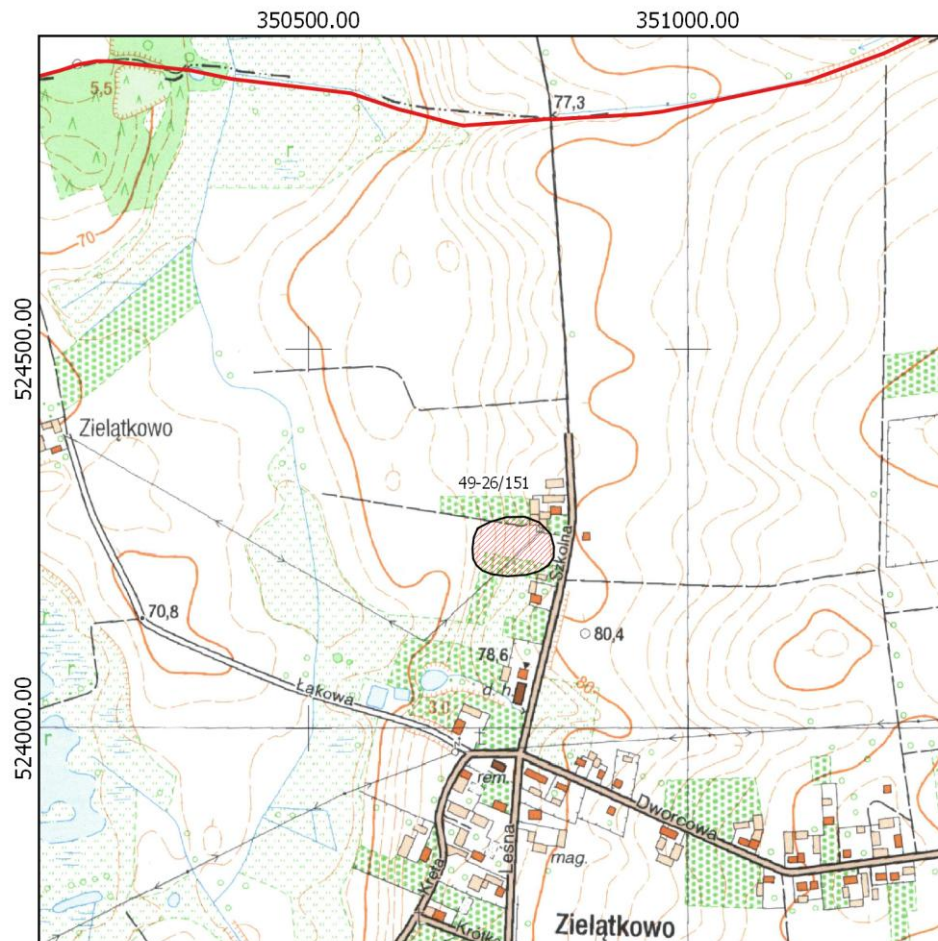 350500.00
351000.00
5,5
77,3
70
524500.00
Zielątkowo
49-26/151
Szkolna
70,8
80,4
78,6
80
d. h.
Łąkowa
3,0
524000.00
rem.
Dworcowa
Leśna
mag.
Kręta
Zielątkowo